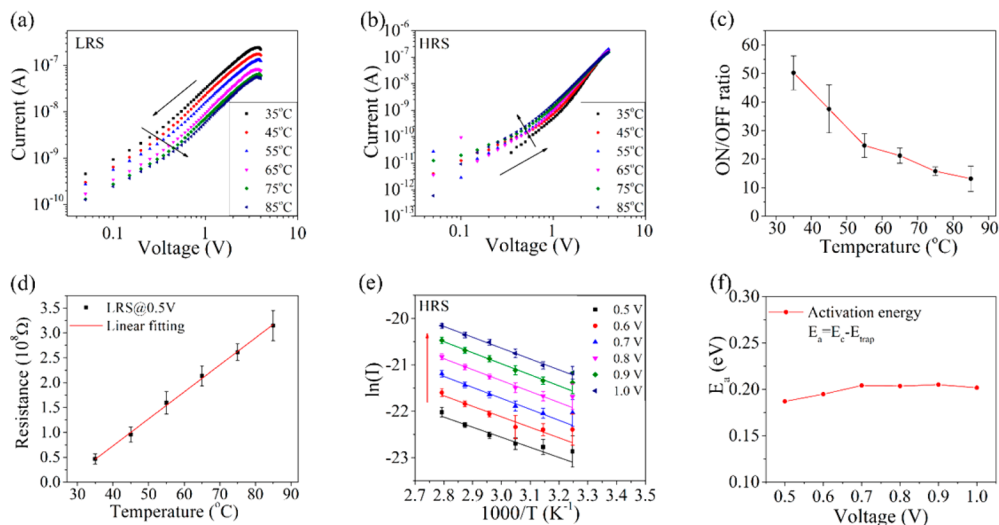 (a)
LRS
Current (A)
10⁻⁷
10⁻⁸
10⁻⁹
10⁻¹⁰
35°C
45°C
55°C
65°C
75°C
85°C
0.1 1 10
Voltage (V)
(b)
HRS
Current (A)
10⁻⁶
10⁻⁷
10⁻⁸
10⁻⁹
10⁻¹⁰
10⁻¹¹
10⁻¹²
10⁻¹³
35°C
45°C
55°C
65°C
75°C
85°C
0.1 1 10
Voltage (V)
(c)
ON/OFF ratio
70
60
50
40
30
20
10
0
30 40 50 60 70 80 90
Temperature (°C)
(d)
Resistance (10⁸Ω)
3.5
3.0
2.5
2.0
1.5
1.0
0.5
0.0
LRS@0.5V
Linear fitting
30 40 50 60 70 80 90
Temperature (°C)
(e)
HRS
ln(I)
-20
-21
-22
-23
0.5 V
0.6 V
0.7 V
0.8 V
0.9 V
1.0 V
2.7 2.8 2.9 3.0 3.1 3.2 3.3
1000/T (K⁻¹)
(f)
Eₐ (eV)
0.30
0.25
0.20
0.15
0.10
Activation energy
Eₐ=E꜀-Eₜᵣₐₚ
0.5 0.6 0.7 0.8 0.9 1.0
Voltage (V)